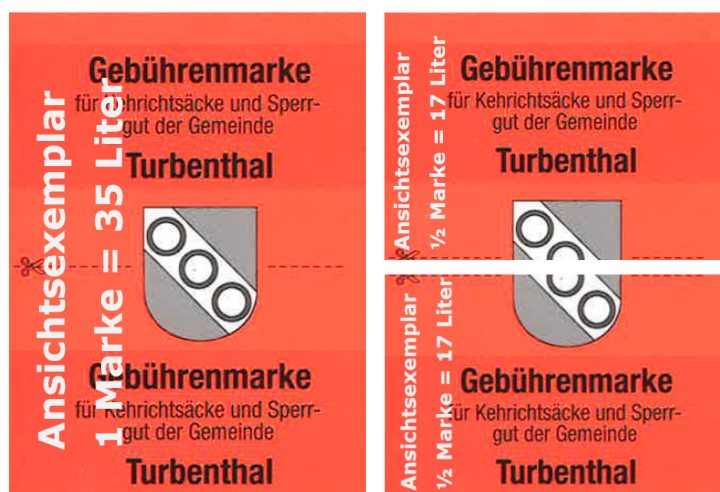 Gebührenmarke
für Kehrichtsäcke und Sperr-
gut der Gemeinde
Turbenthal
Gebührenmarke
für Kehrichtsäcke und Sperr-
gut der Gemeinde
Turbenthal
Ansichtsexemplar
1 Marke = 35 Liter
Gebührenmarke
für Kehrichtsäcke und Sperr-
gut der Gemeinde
Turbenthal
Ansichtsexemplar
½ Marke = 17 Liter
Gebührenmarke
für Kehrichtsäcke und Sperr-
gut der Gemeinde
Turbenthal
Ansichtsexemplar
½ Marke = 17 Liter